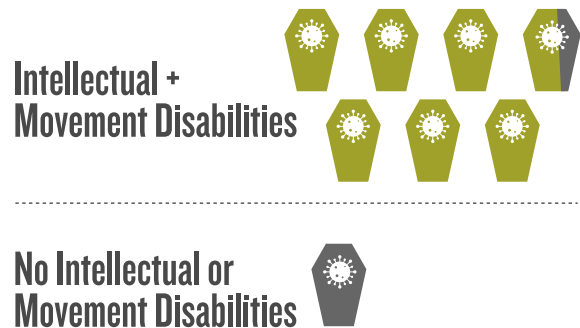 Intellectual +
Movement Disabilities
No Intellectual or
Movement Disabilities